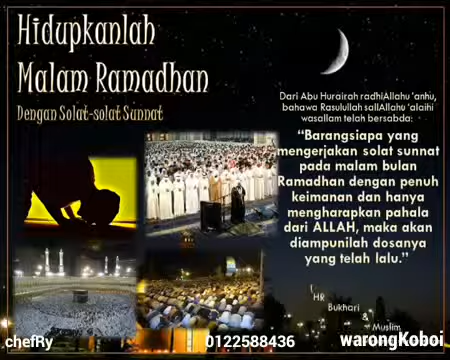 Hidupkanlah
Malam Ramadhan
Dengan Solat-solat Sunnat
Dari Abu Hurairah radhiAllahu 'anhu,
bahawa Rasulullah sallAllahu 'alaihi
wasallam telah bersabda:
“Barangsiapa yang
mengerjakan solat sunnat
pada malam bulan
Ramadhan dengan penuh
keimanan dan hanya
mengharapkan pahala
dari ALLAH, maka akan
diampunilah dosanya
yang telah lalu.”
HR
Bukhari
&
Muslim
chefRy
0122588436
warongKoboi